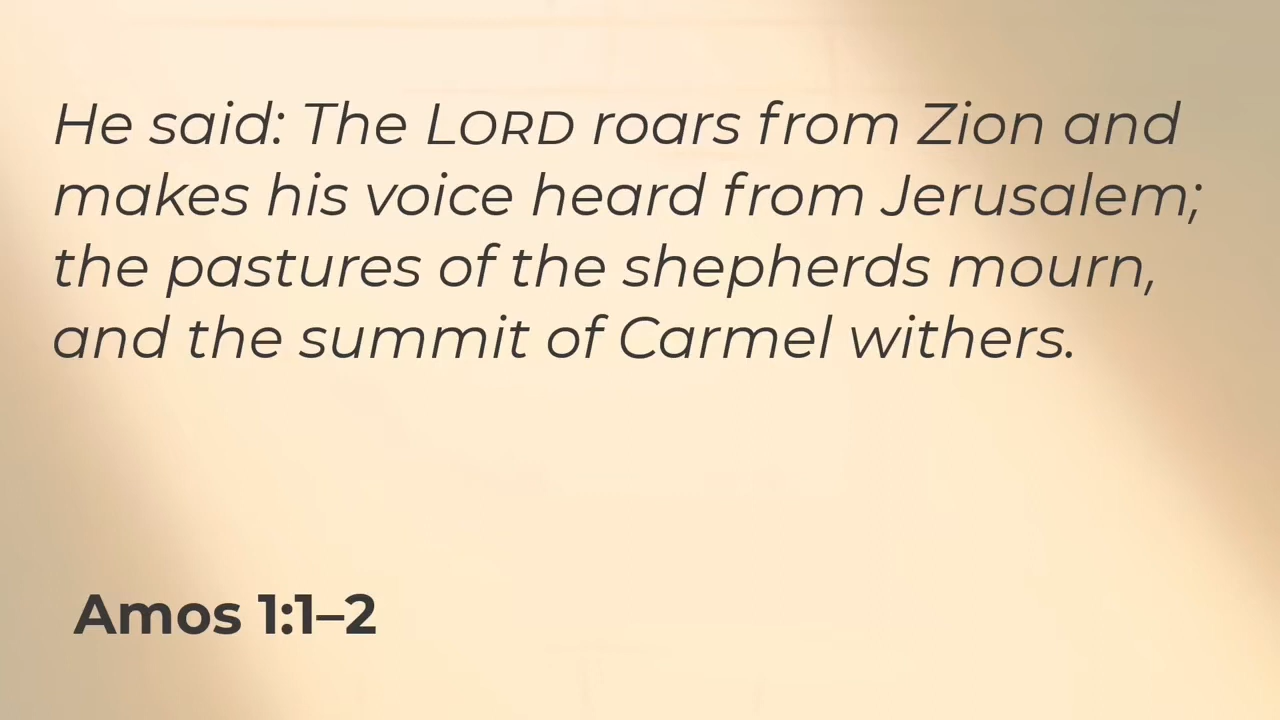 He said: The LORD roars from Zion and
makes his voice heard from Jerusalem;
the pastures of the shepherds mourn,
and the summit of Carmel withers.
Amos 1:1–2